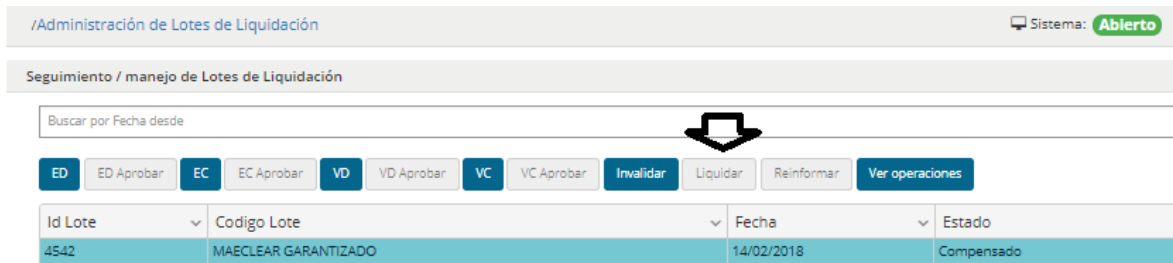 /Administración de Lotes de Liquidación Sistema: Abierto
Seguimiento / manejo de Lotes de Liquidación
Buscar por Fecha desde
ED ED Aprobar EC EC Aprobar VD VD Aprobar VC VC Aprobar Invalidar Liquidar Reinformar Ver operaciones
Id Lote Codigo Lote Fecha Estado
4542 MAECLEAR GARANTIZADO 14/02/2018 Compensado